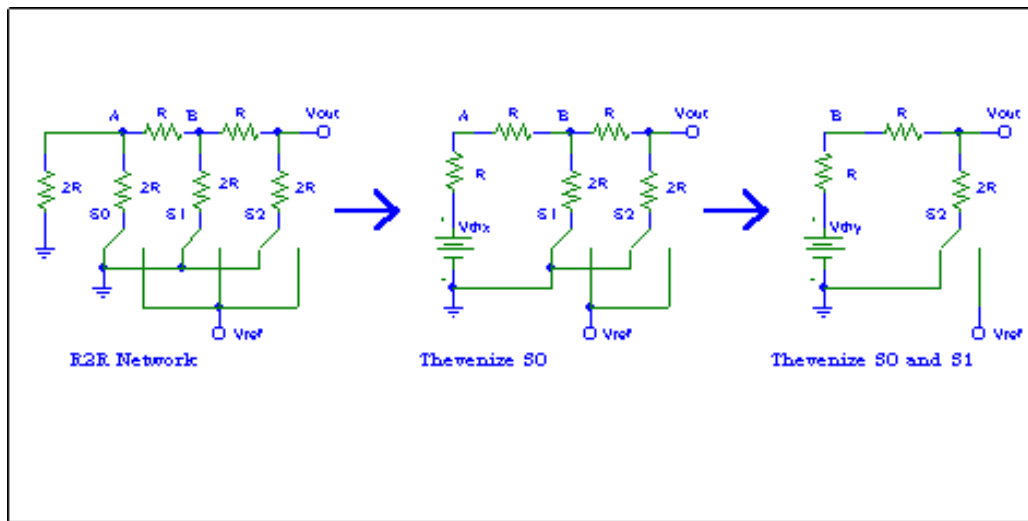 A R B R Vout
2R 2R 2R 2R
S0 S1 S2
Vref
R2R Network
A R B R Vout
R 2R 2R
S1 S2
Vthx
-
Vref
Thevenize S0
B R Vout
R 2R
S2
Vthy
-
Vref
Thevenize S0 and S1